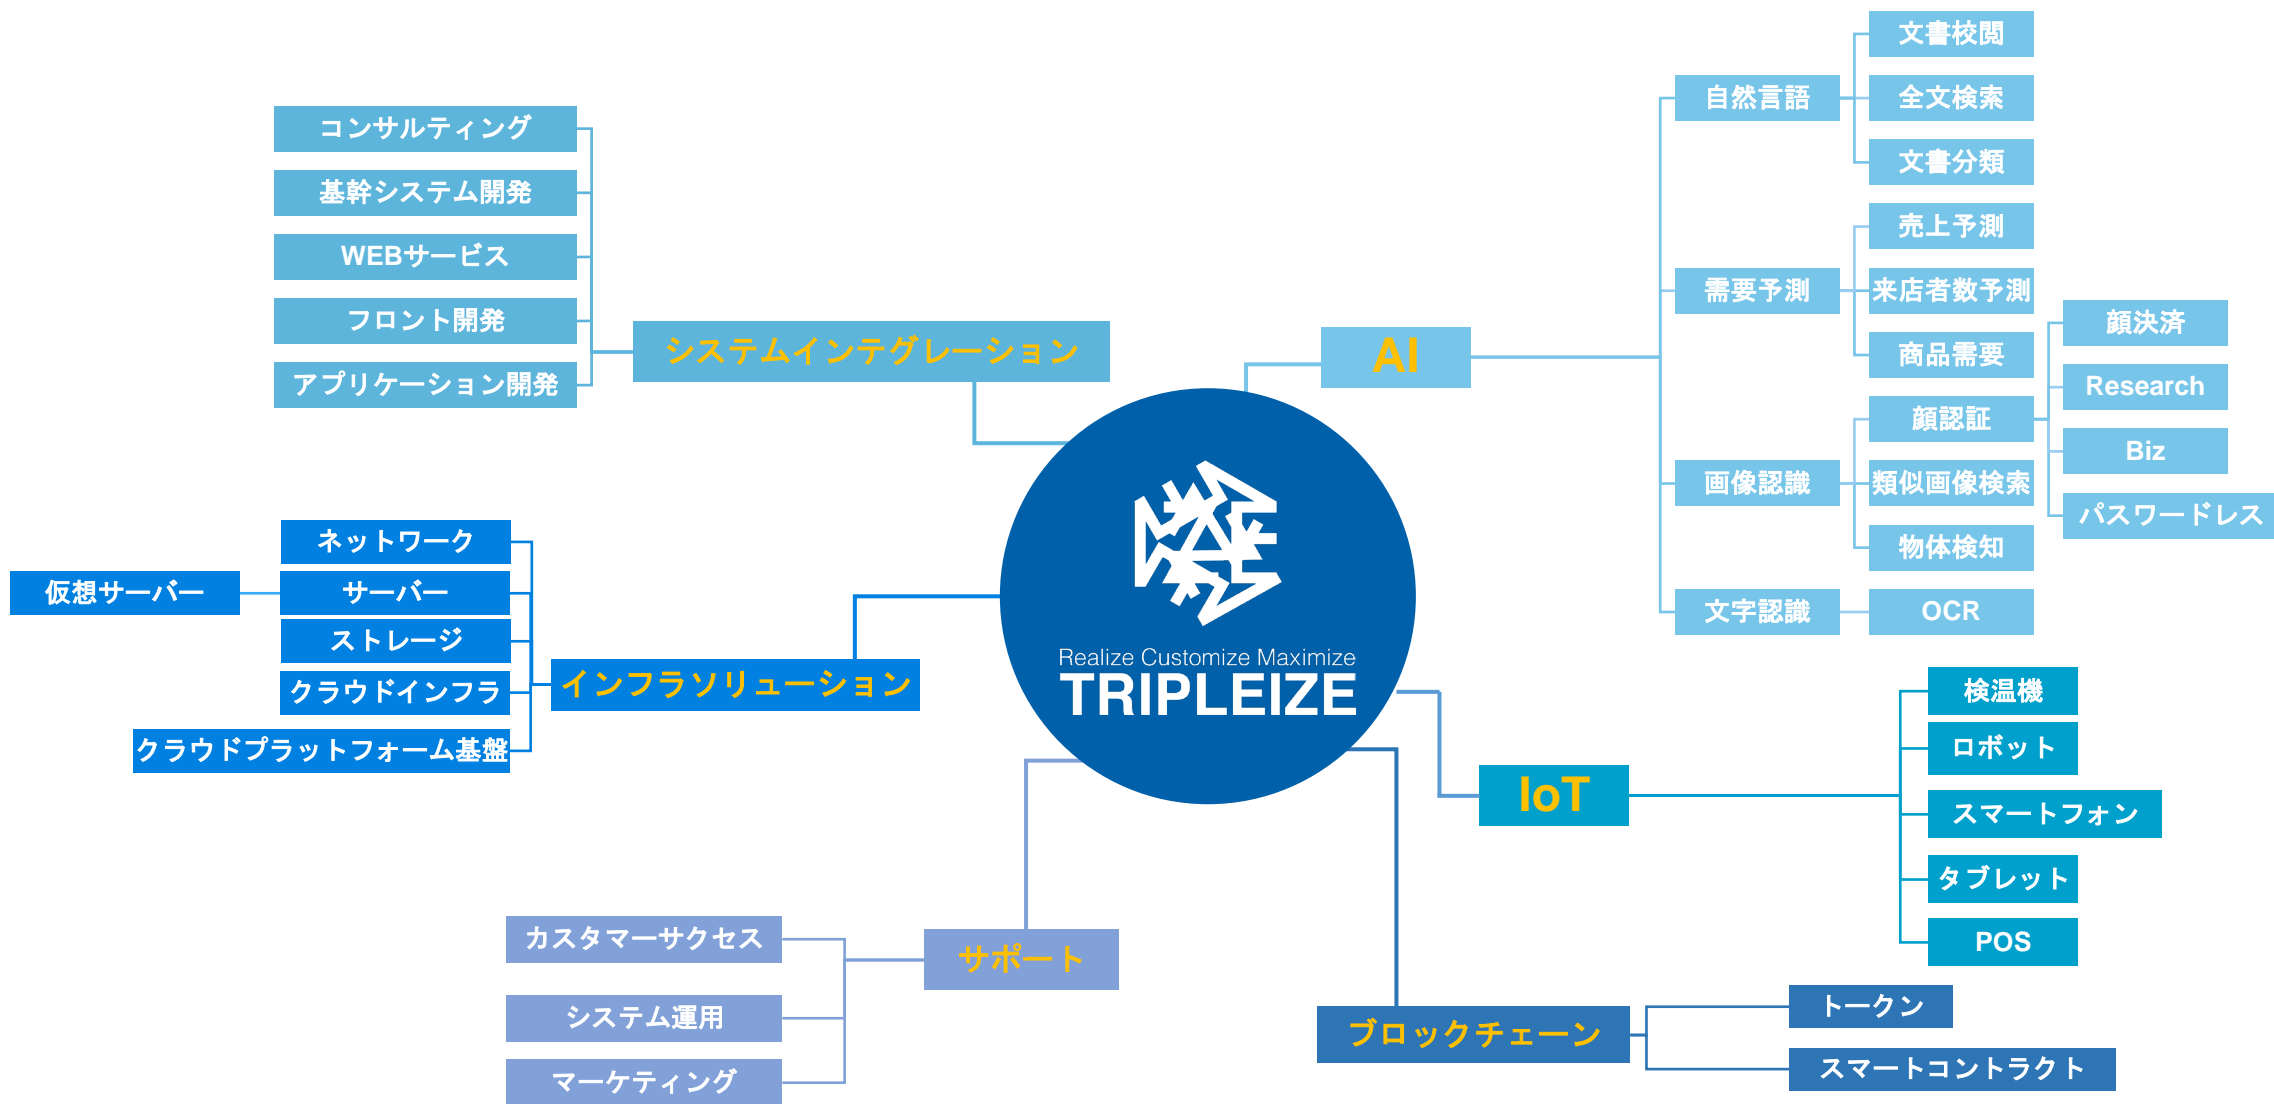 コンサルティング
基幹システム開発
WEBサービス
フロント開発
アプリケーション開発
システムインテグレーション
ネットワーク
仮想サーバー
サーバー
ストレージ
クラウドインフラ
クラウドプラットフォーム基盤
インフラソリューション
カスタマーサクセス
システム運用
マーケティング
サポート
Realize Customize Maximize
TRIPLEIZE
AI
自然言語
文書校閲
全文検索
文書分類
需要予測
売上予測
来店者数予測
商品需要
画像認識
顔認証
類似画像検索
物体検知
顔決済
Research
Biz
パスワードレス
文字認識
OCR
IoT
検温機
ロボット
スマートフォン
タブレット
POS
ブロックチェーン
トークン
スマートコントラクト